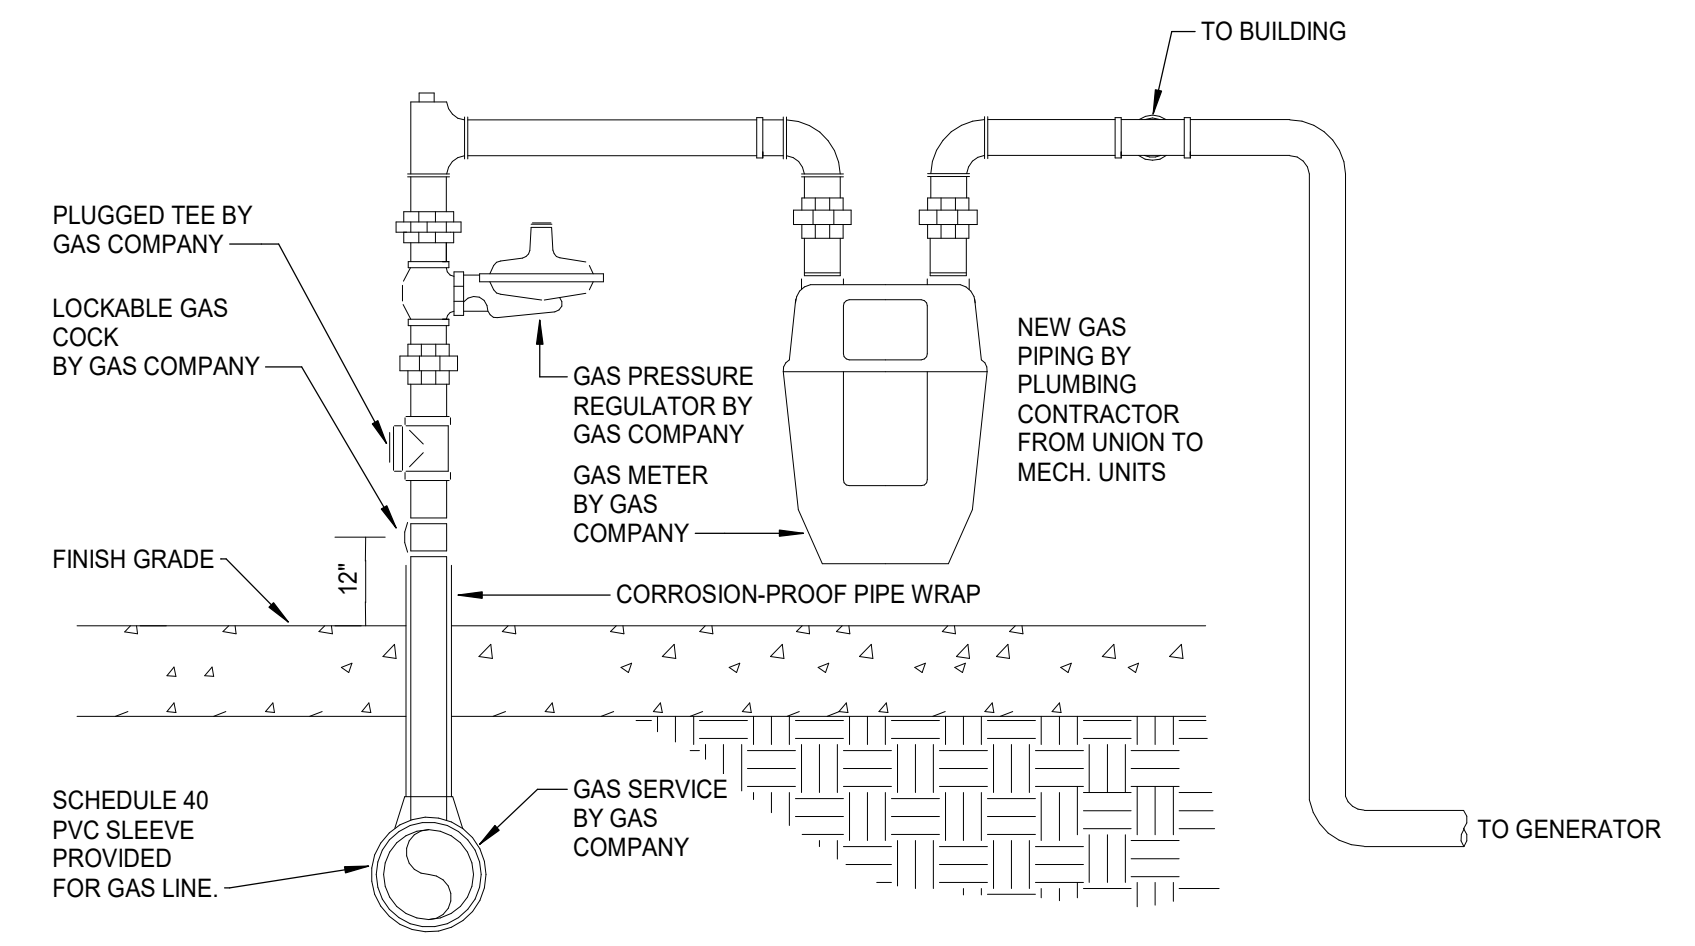 TO BUILDING
PLUGGED TEE BY
GAS COMPANY
LOCKABLE GAS
COCK
BY GAS COMPANY
GAS PRESSURE
REGULATOR BY
GAS COMPANY
NEW GAS
PIPING BY
PLUMBING
CONTRACTOR
FROM UNION TO
MECH. UNITS
GAS METER
BY GAS
COMPANY
FINISH GRADE
12"
CORROSION-PROOF PIPE WRAP
SCHEDULE 40
PVC SLEEVE
PROVIDED
FOR GAS LINE.
GAS SERVICE
BY GAS
COMPANY
TO GENERATOR